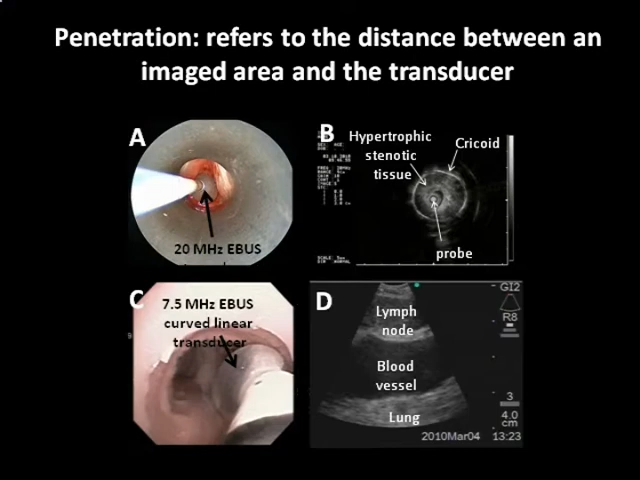 Penetration: refers to the distance between an
imaged area and the transducer
A
20 MHz EBUS
B
Hypertrophic
stenotic
tissue
Cricoid
probe
C
7.5 MHz EBUS
curved linear
transducer
D
Lymph
node
Blood
vessel
Lung
GI2
R8
3
4.0
cm
2010Mar04 13:23